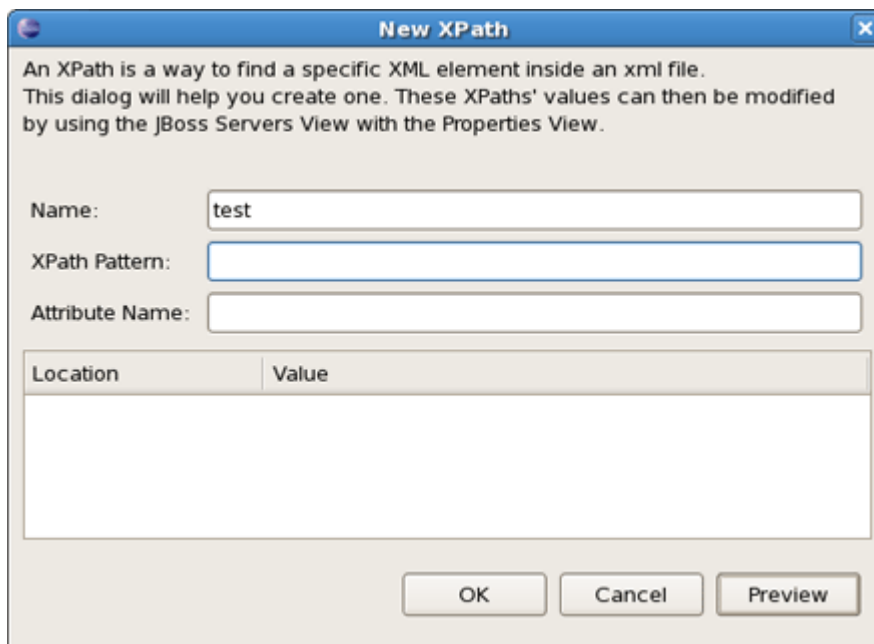 New XPath
An XPath is a way to find a specific XML element inside an xml file.
This dialog will help you create one. These XPaths' values can then be modified
by using the JBoss Servers View with the Properties View.
Name: test
XPath Pattern:
Attribute Name:
Location Value
OK Cancel Preview